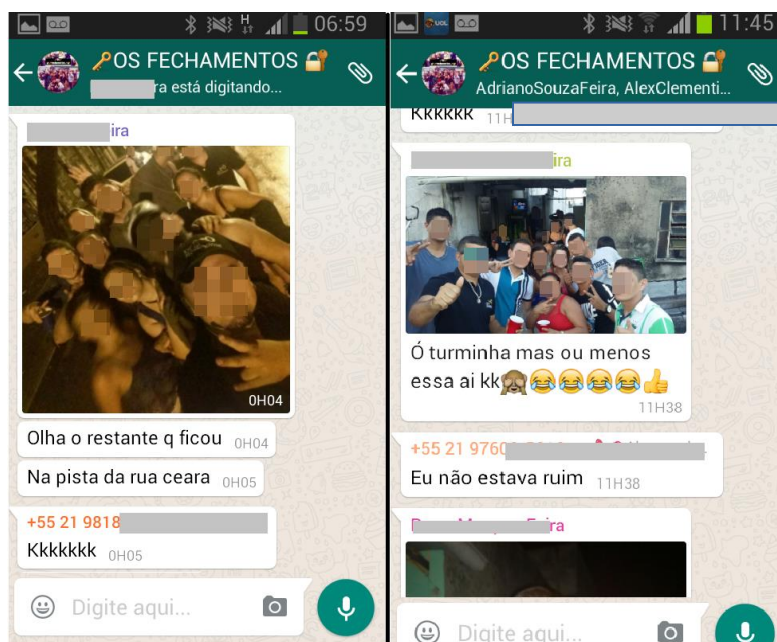 06:59
OS FECHAMENTOS
ra está digitando...
ira
0H04
Olha o restante q ficou 0H04
Na pista da rua ceara 0H05
+55 21 9818
Kkkkkkk 0H05
Digite aqui...
11:45
OS FECHAMENTOS
AdrianoSouzaFeira, AlexClementi...
Kkkkkk 11H
ira
Ó turminha mas ou menos
essa ai kk
11H38
+55 21 9760
Eu não estava ruim 11H38
ra
Digite aqui...